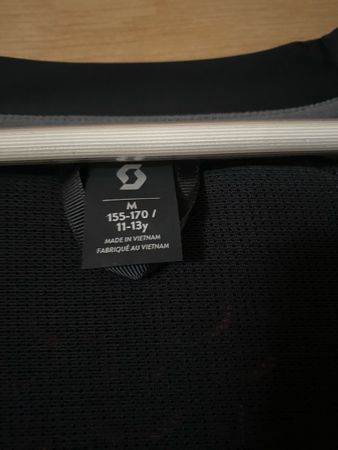 M
155-170 /
11-13y
MADE IN VIETNAM
FABRIQUÉ AU VIETNAM